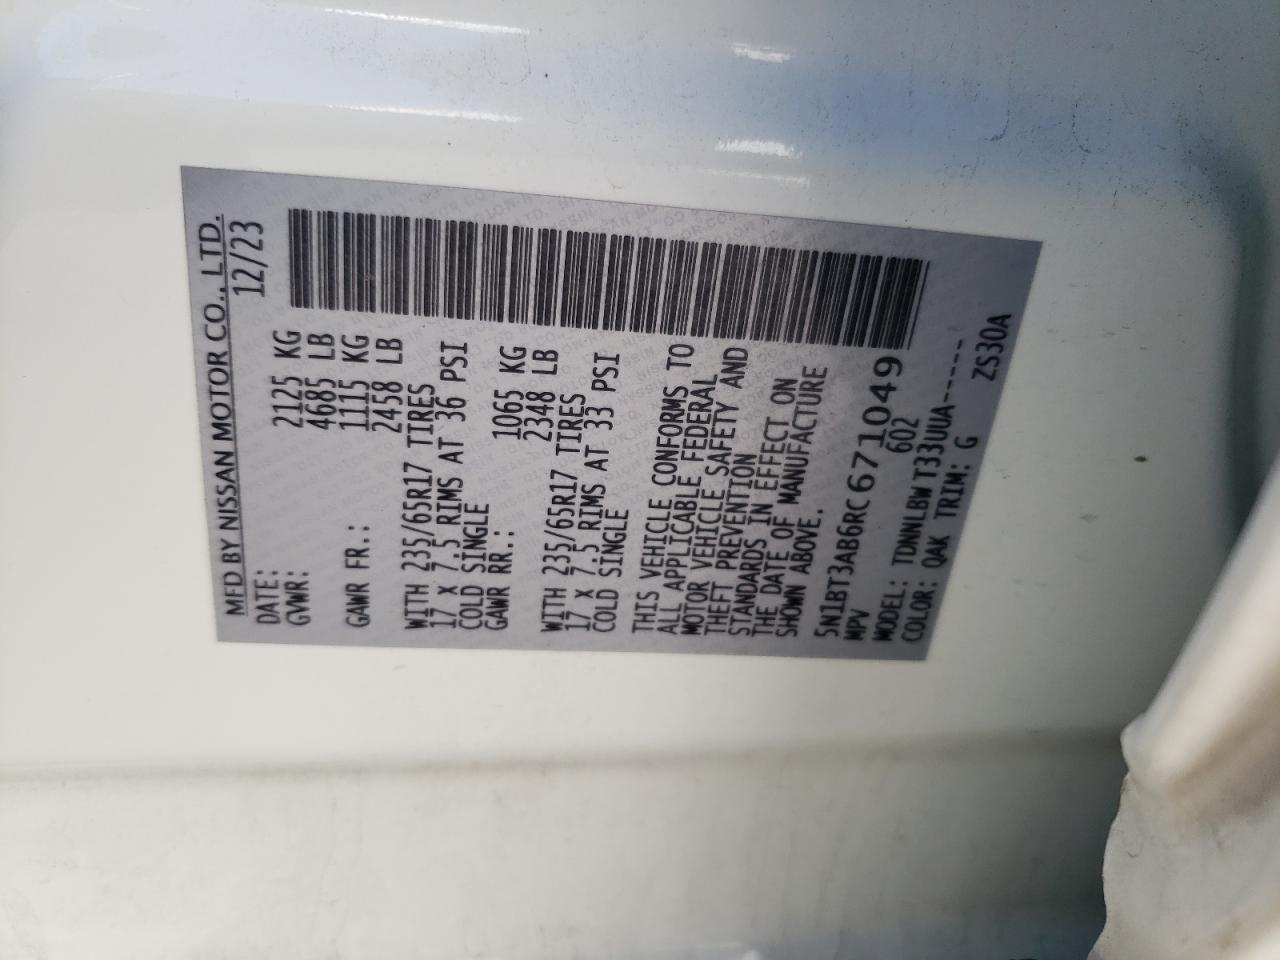 MFD BY NISSAN MOTOR CO., LTD.
DATE: 12/23
GVWR: 2125 KG
4685 LB
GAWR FR.: 1115 KG
2458 LB
WITH 235/65R17 TIRES
17 X 7.5 RIMS AT 36 PSI
COLD SINGLE
GAWR RR.: 1065 KG
2348 LB
WITH 235/65R17 TIRES
17 X 7.5 RIMS AT 33 PSI
COLD SINGLE
THIS VEHICLE CONFORMS TO
ALL APPLICABLE FEDERAL
MOTOR VEHICLE SAFETY AND
THEFT PREVENTION
STANDARDS IN EFFECT ON
THE DATE OF MANUFACTURE
SHOWN ABOVE.
5N1BT3AB6RC671049
MPV 602
MODEL: TDNNLBW T33UUA-----
COLOR: QAK TRIM: G ZS30A